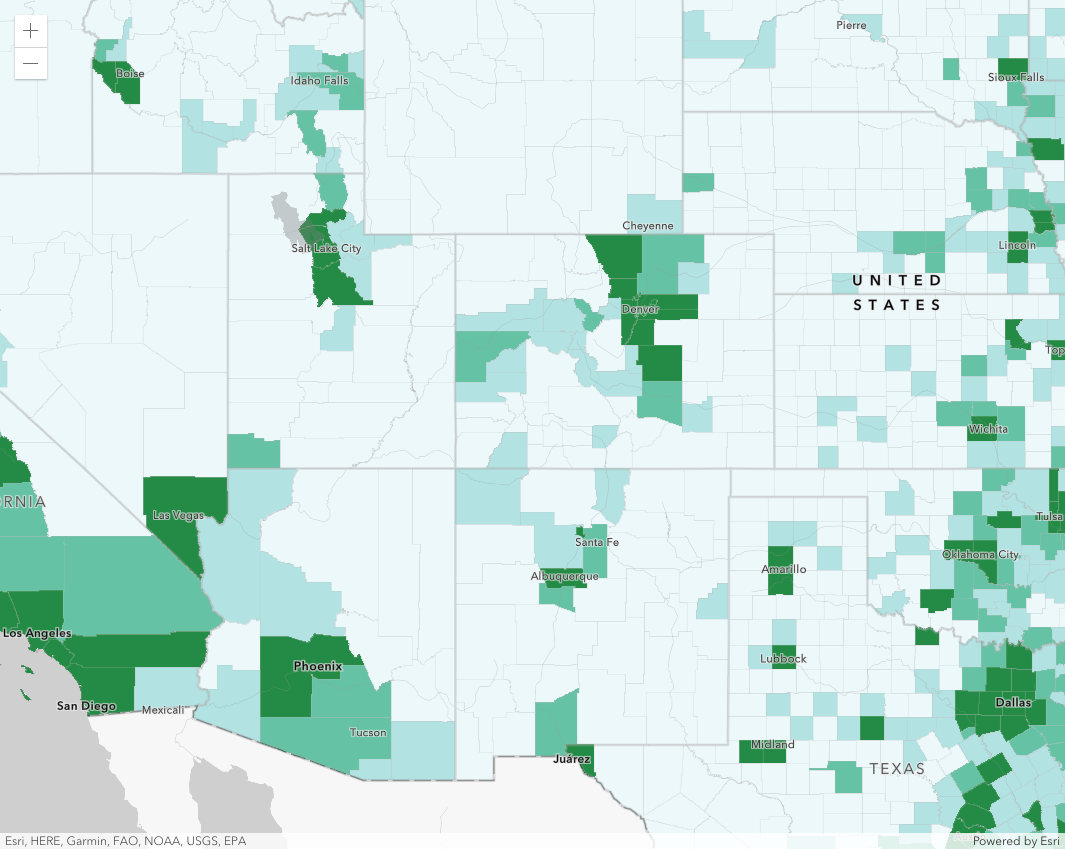 Pierre
Boise
Idaho Falls
Sioux Falls
Cheyenne
Salt Lake City
Lincoln
UNITED
STATES
Denver
Top
Wichita
ORNIA
Las Vegas
Tulsa
Santa Fe
Oklahoma City
Amarillo
Albuquerque
Los Angeles
Lubbock
Phoenix
San Diego
Mexicali
Dallas
Tucson
Midland
Juárez
TEXAS
Esri, HERE, Garmin, FAO, NOAA, USGS, EPA
Powered by Esri